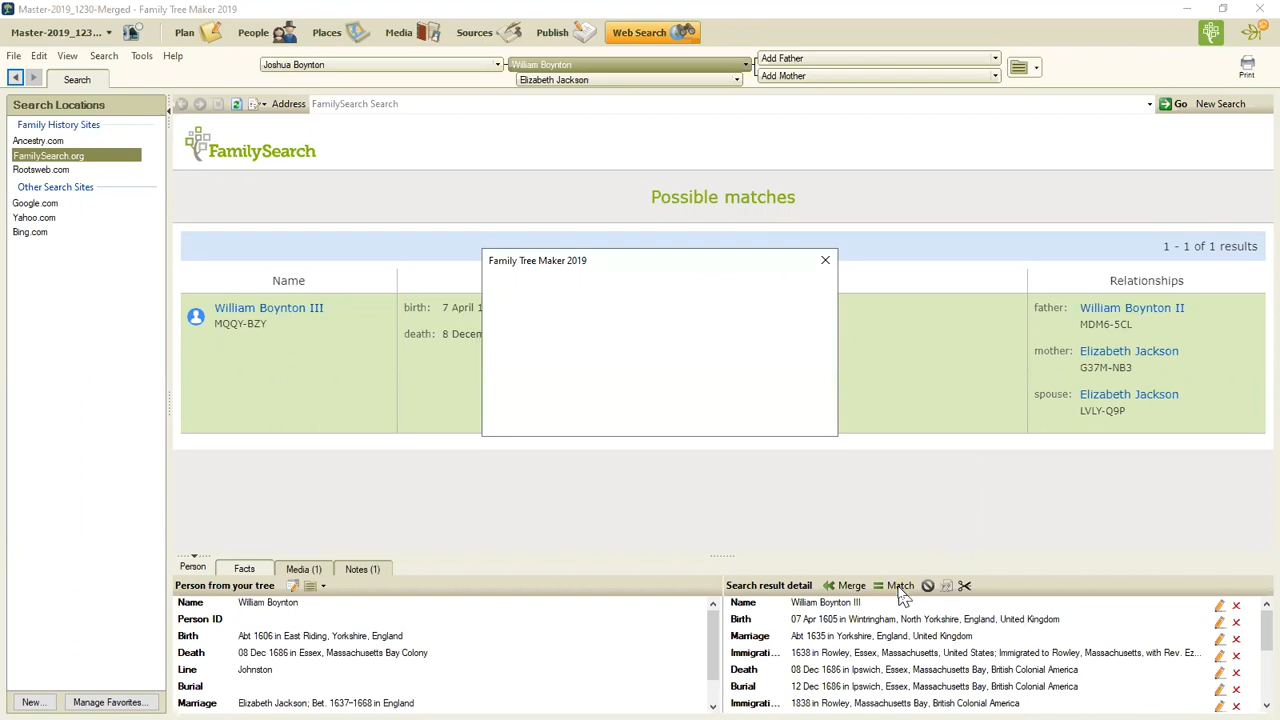 Master-2019_1230-Merged - Family Tree Maker 2019
Master-2019_12-30... Plan People Places Media Sources Publish Web Search
File Edit View Search Tools Help
Joshua Boynton
William Boynton
Elizabeth Jackson
Add Father
Add Mother
Print
Search
Search Locations
Family History Sites
Ancestry.com
FamilySearch.org
Rootsweb.com
Other Search Sites
Google.com
Yahoo.com
Bing.com
New...
Manage Favorites...
Address FamilySearch Search Go New Search
FamilySearch
Possible matches
1 - 1 of 1 results
Name
Relationships
William Boynton III
MQQY-BZY
birth: 7 April 1
death: 8 Decen
father: William Boynton II
MDM6-5CL
mother: Elizabeth Jackson
G37M-NB3
spouse: Elizabeth Jackson
LVLY-Q9P
Family Tree Maker 2019
Person Facts Media (1) Notes (1)
Person from your tree
Name William Boynton
Person ID
Birth Abt 1606 in East Riding, Yorkshire, England
Death 08 Dec 1686 in Essex, Massachusetts Bay Colony
Line Johnston
Burial
Marriage Elizabeth Jackson; Bet. 1637–1668 in England
Search result detail Merge Match
Name William Boynton III
Birth 07 Apr 1605 in Wintringham, North Yorkshire, England, United Kingdom
Marriage Abt 1635 in Yorkshire, England, United Kingdom
Immigrati... 1638 in Rowley, Essex, Massachusetts, United States; Immigrated to Rowley, Massachusetts, with Rev. Ez...
Death 08 Dec 1686 in Ipswich, Essex, Massachusetts Bay, British Colonial America
Burial 12 Dec 1686 in Ipswich, Essex, Massachusetts Bay, British Colonial America
Immigrati... 1838 in Rowley, Essex, Massachusetts Bay, British Colonial America